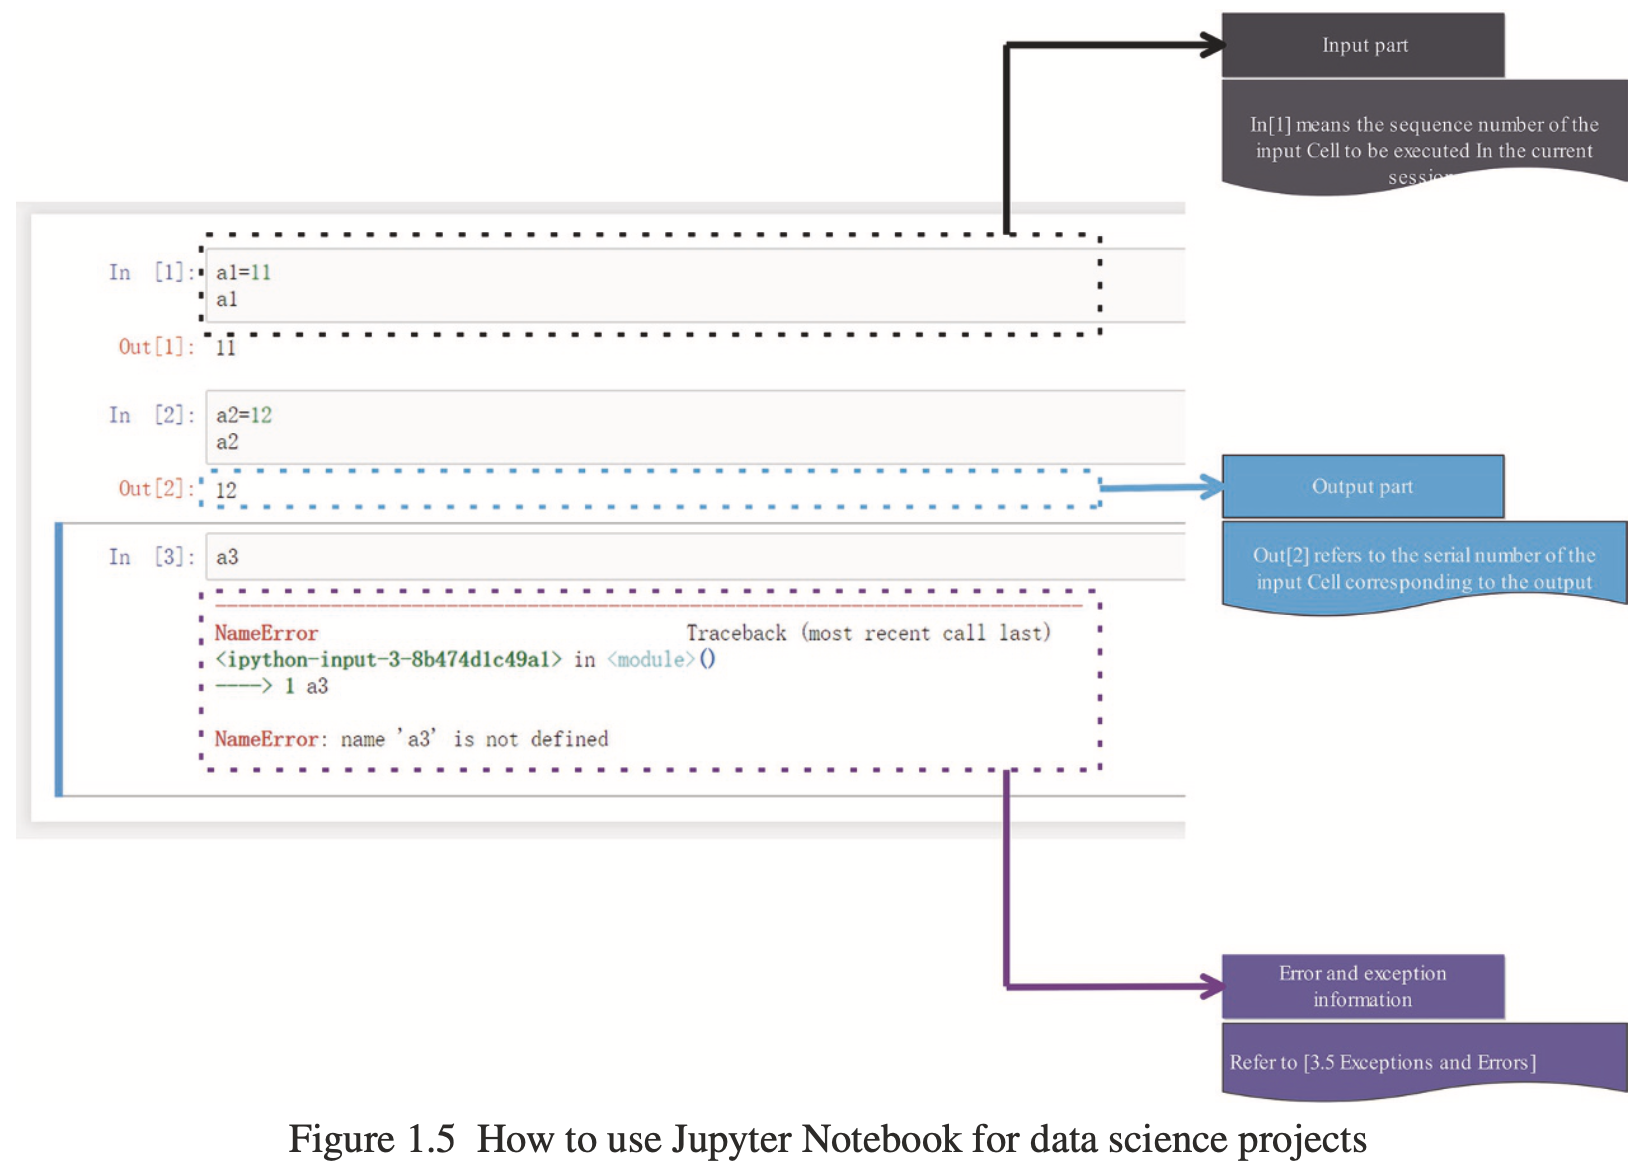 Input part
In[1] means the sequence number of the
input Cell to be executed In the current
session
In [1]: a1=11
a1
Out[1]: 11
In [2]: a2=12
a2
Out[2]: 12
Output part
Out[2] refers to the serial number of the
input Cell corresponding to the output
In [3]: a3
NameError Traceback (most recent call last)
<ipython-input-3-8b474d1c49a1> in <module>()
----> 1 a3
NameError: name 'a3' is not defined
Error and exception
information
Refer to [3.5 Exceptions and Errors]
Figure 1.5 How to use Jupyter Notebook for data science projects